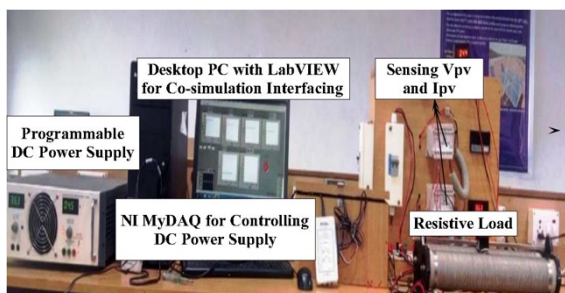 Desktop PC with LabVIEW
for Co-simulation Interfacing
Sensing Vpv
and Ipv
Programmable
DC Power Supply
NI MyDAQ for Controlling
DC Power Supply
Resistive Load